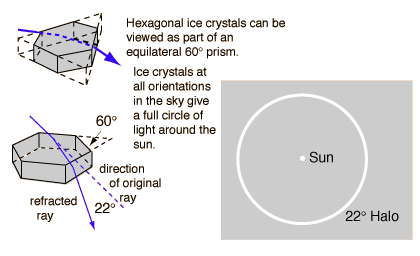 Hexagonal ice crystals can be
viewed as part of an
equilateral 60° prism.
Ice crystals at
all orientations
in the sky give
a full circle of
light around the
sun.
60°
direction
of original
ray
refracted
ray
22°
Sun
22° Halo